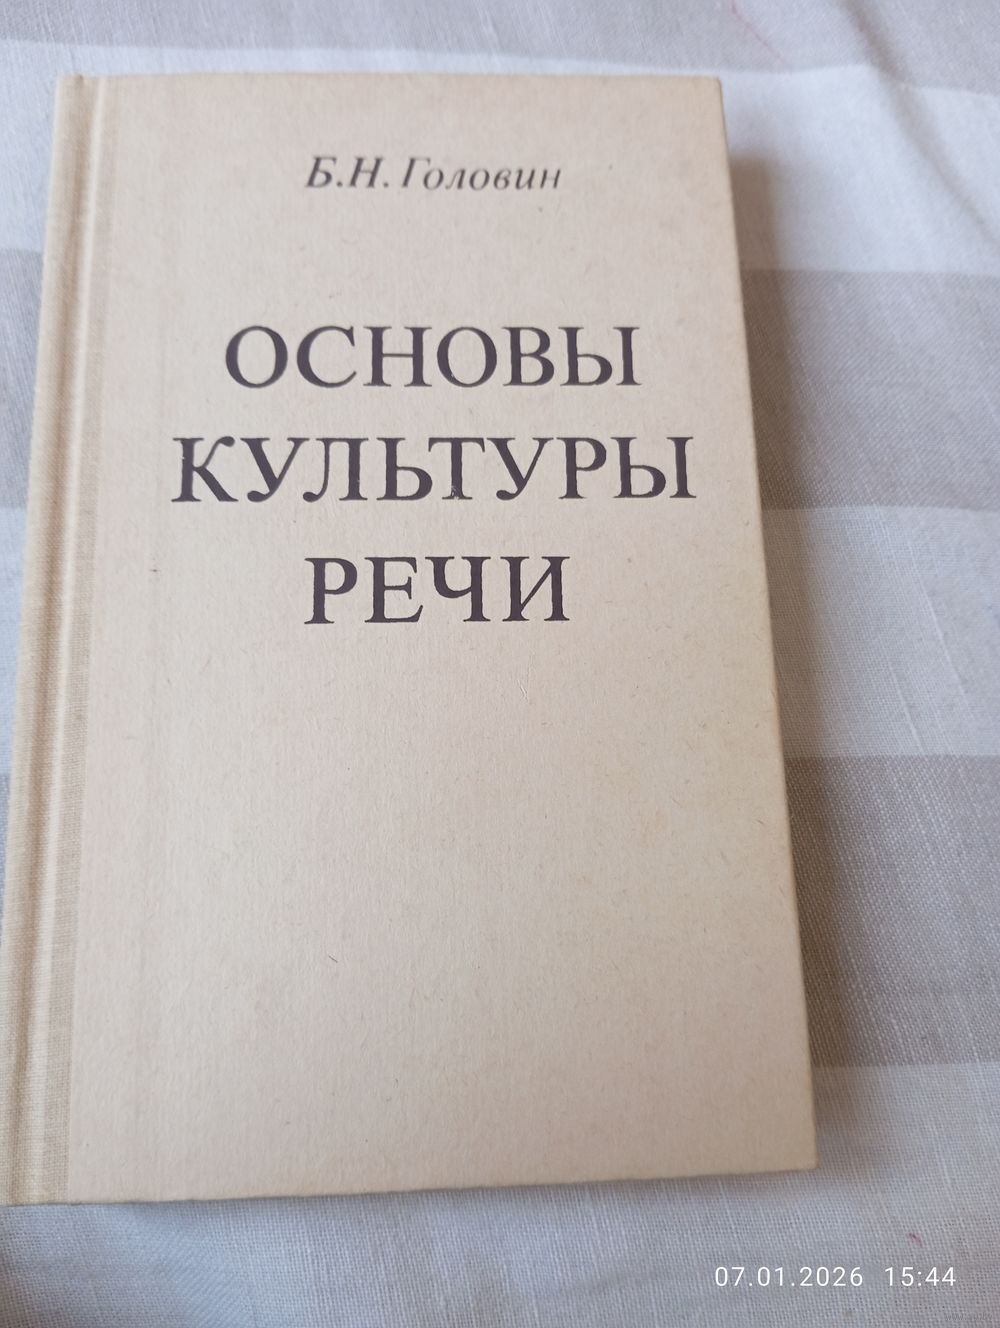 Б.Н. Головин
ОСНОВЫ
КУЛЬТУРЫ
РЕЧИ
07.01.2026 15:44